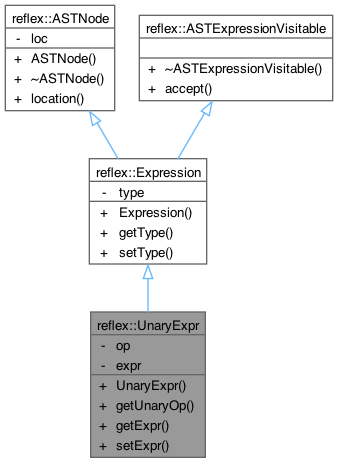 reflex::ASTNode
- loc
+ ASTNode()
+ ~ASTNode()
+ location()
reflex::ASTExpressionVisitable
+ ~ASTExpressionVisitable()
+ accept()
reflex::Expression
- type
+ Expression()
+ getType()
+ setType()
reflex::UnaryExpr
- op
- expr
+ UnaryExpr()
+ getUnaryOp()
+ getExpr()
+ setExpr()